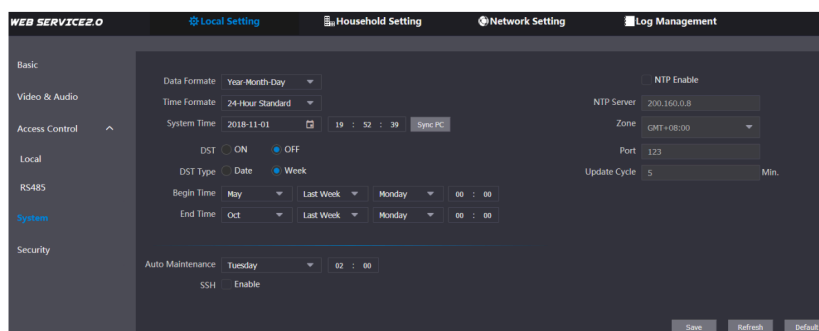 WEB SERVICE2.0
Local Setting
Household Setting
Network Setting
Log Management
Basic
Video & Audio
Access Control
Local
RS485
System
Security
Data Formate Year-Month-Day
Time Formate 24-Hour Standard
System Time 2018-11-01 19 : 52 : 39 Sync PC
DST ON OFF
DST Type Date Week
Begin Time May Last Week Monday 00 : 00
End Time Oct Last Week Monday 00 : 00
Auto Maintenance Tuesday 02 : 00
SSH Enable
NTP Enable
NTP Server 200.160.0.8
Zone GMT+08:00
Port 123
Update Cycle 5 Min.
Save Refresh Default